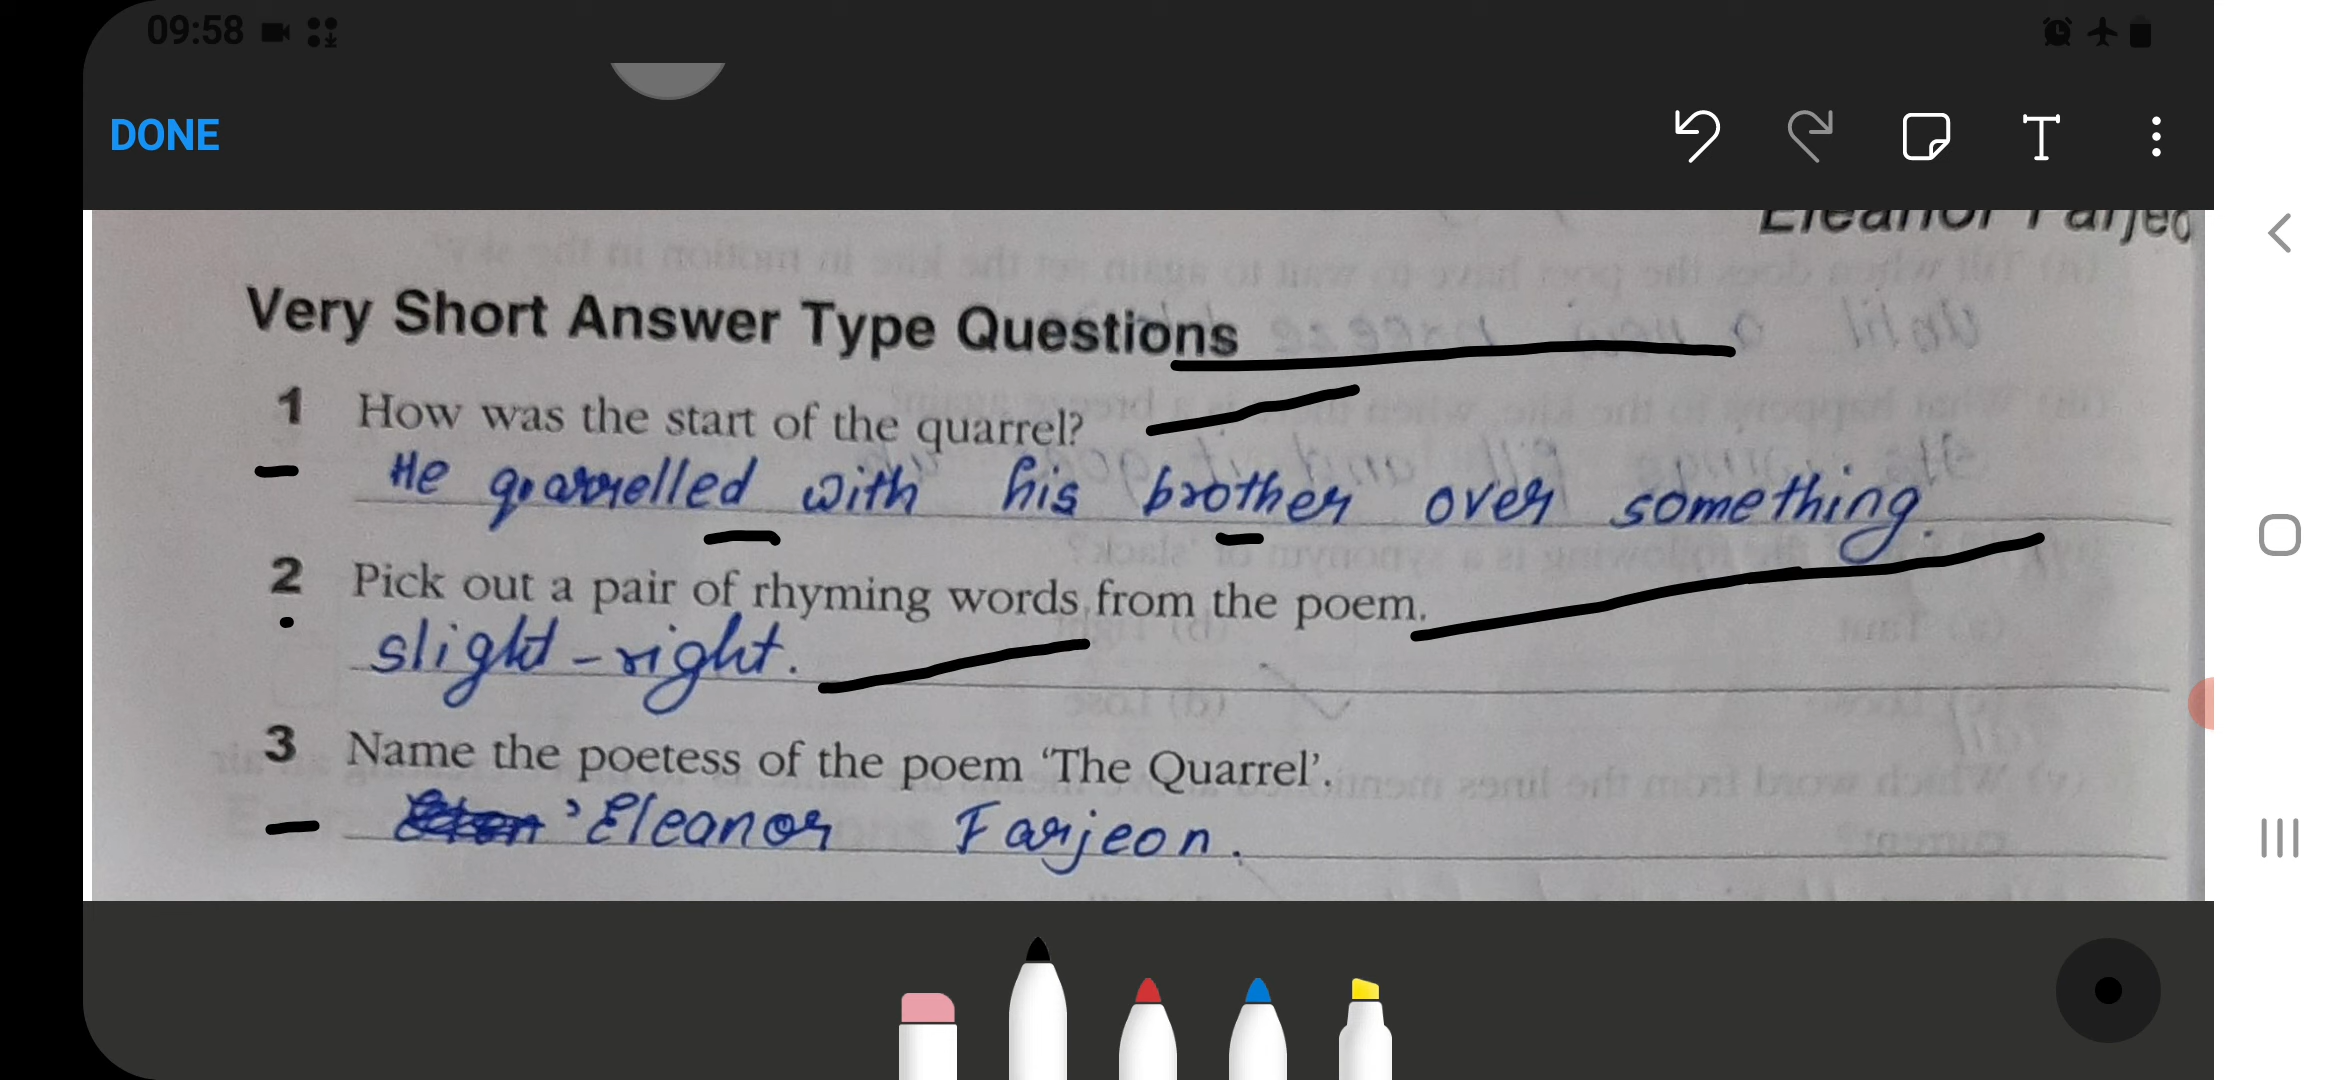 09:58
DONE
Very Short Answer Type Questions
1 How was the start of the quarrel?
He quarrelled with his brother over something.
2 Pick out a pair of rhyming words from the poem.
slight - right.
3 Name the poetess of the poem 'The Quarrel'.
'Eleanor Farjeon.